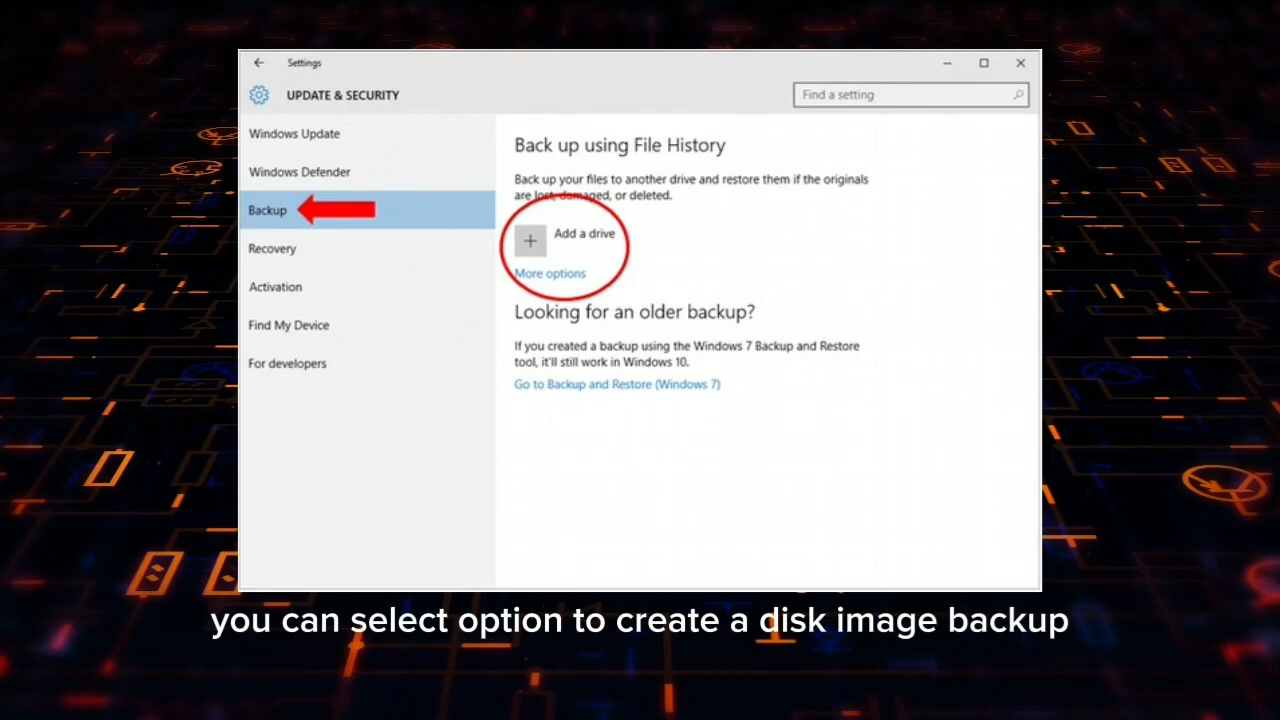 Settings
UPDATE & SECURITY
Find a setting
Windows Update
Windows Defender
Backup
Recovery
Activation
Find My Device
For developers
Back up using File History
Back up your files to another drive and restore them if the originals
are lost, damaged, or deleted.
Add a drive
More options
Looking for an older backup?
If you created a backup using the Windows 7 Backup and Restore
tool, it'll still work in Windows 10.
Go to Backup and Restore (Windows 7)
you can select option to create a disk image backup